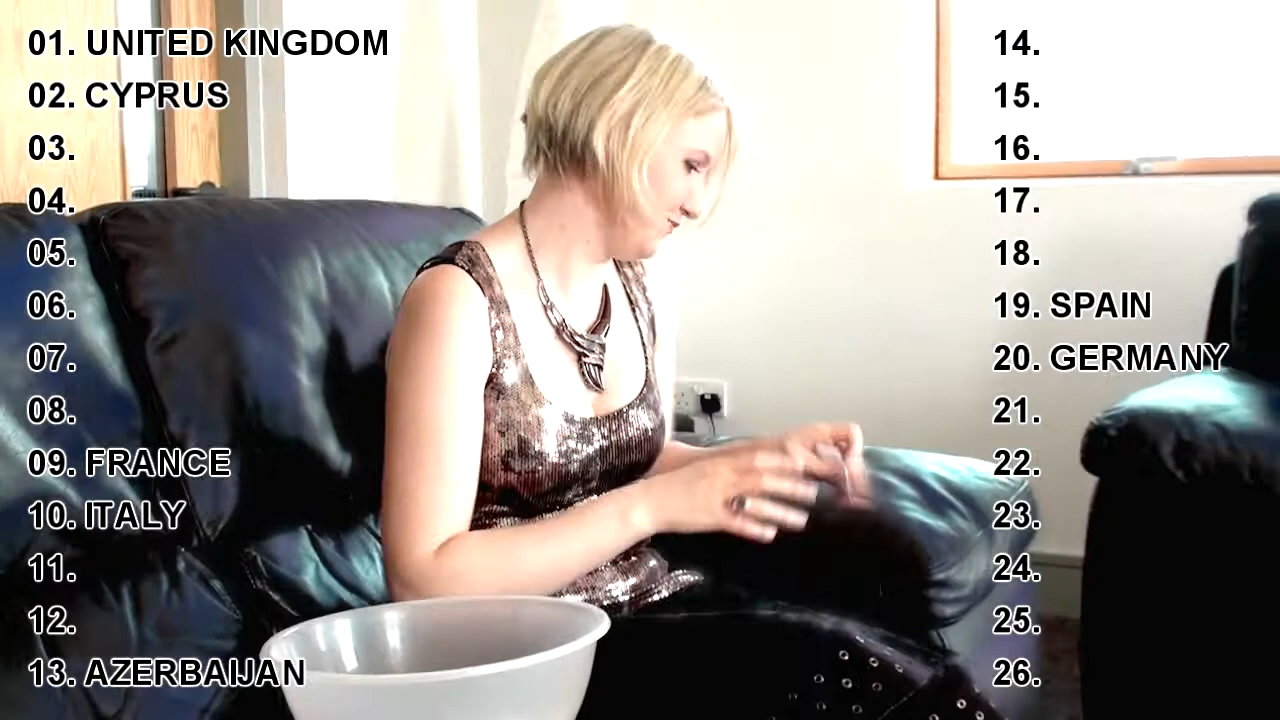 01. UNITED KINGDOM
02. CYPRUS
03.
04.
05.
06.
07.
08.
09. FRANCE
10. ITALY
11.
12.
13. AZERBAIJAN
14.
15.
16.
17.
18.
19. SPAIN
20. GERMANY
21.
22.
23.
24.
25.
26.